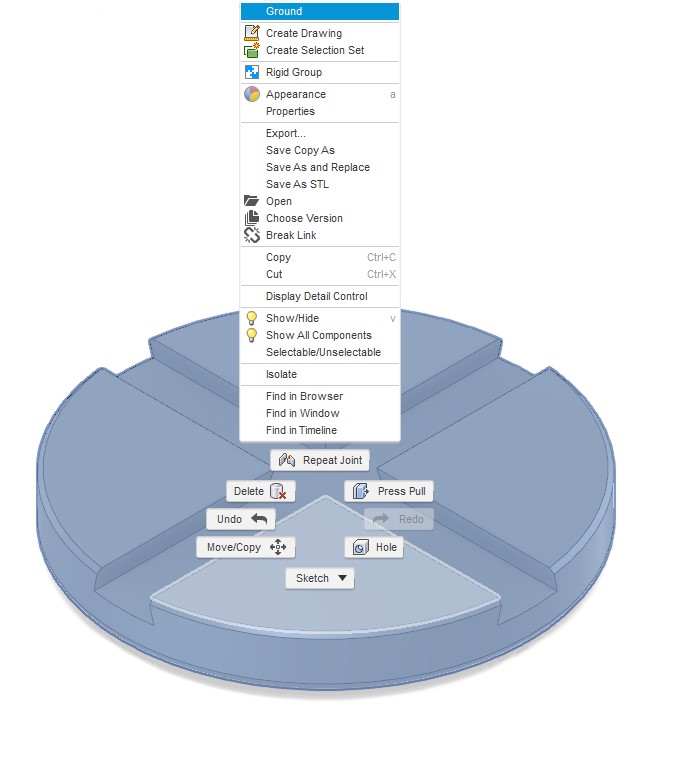 Ground
Create Drawing
Create Selection Set
Rigid Group
Appearance a
Properties
Export...
Save Copy As
Save As and Replace
Save As STL
Open
Choose Version
Break Link
Copy Ctrl+C
Cut Ctrl+X
Display Detail Control
Show/Hide v
Show All Components
Selectable/Unselectable
Isolate
Find in Browser
Find in Window
Find in Timeline
Repeat Joint
Delete Press Pull
Undo Redo
Move/Copy Hole
Sketch